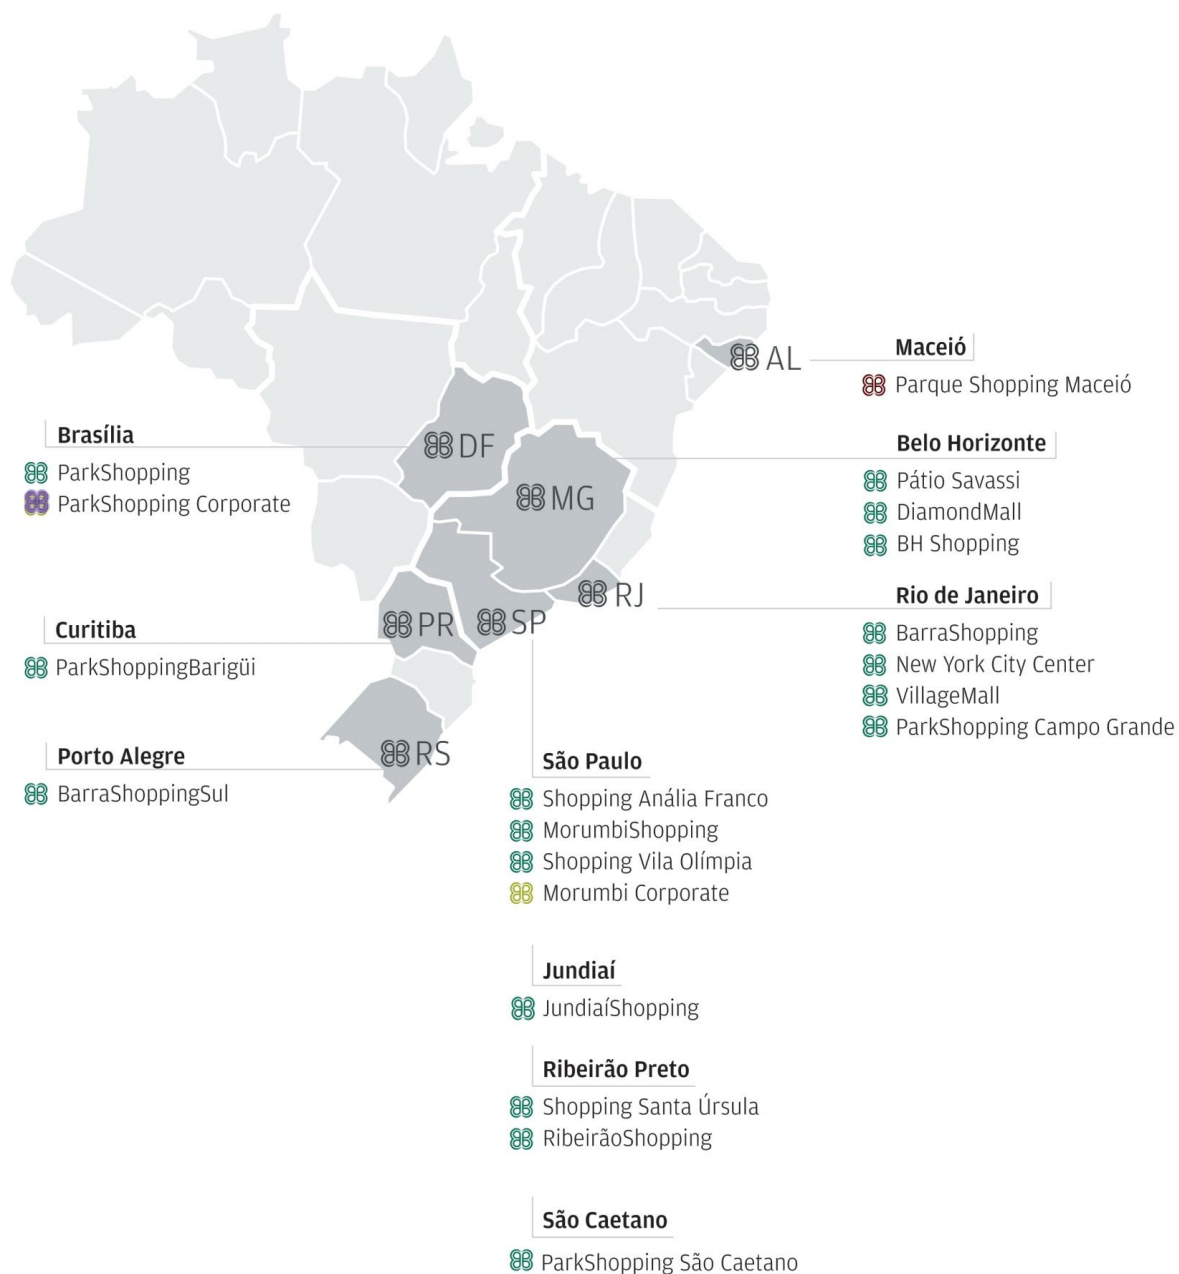 AL
Maceió
Parque Shopping Maceió
Brasília
ParkShopping
ParkShopping Corporate
DF
Belo Horizonte
Pátio Savassi
DiamondMall
BH Shopping
MG
RJ
Rio de Janeiro
BarraShopping
New York City Center
VillageMall
ParkShopping Campo Grande
PR
SP
Curitiba
ParkShoppingBarigüi
RS
Porto Alegre
BarraShoppingSul
São Paulo
Shopping Anália Franco
MorumbiShopping
Shopping Vila Olímpia
Morumbi Corporate
Jundiaí
JundiaíShopping
Ribeirão Preto
Shopping Santa Úrsula
RibeirãoShopping
São Caetano
ParkShopping São Caetano